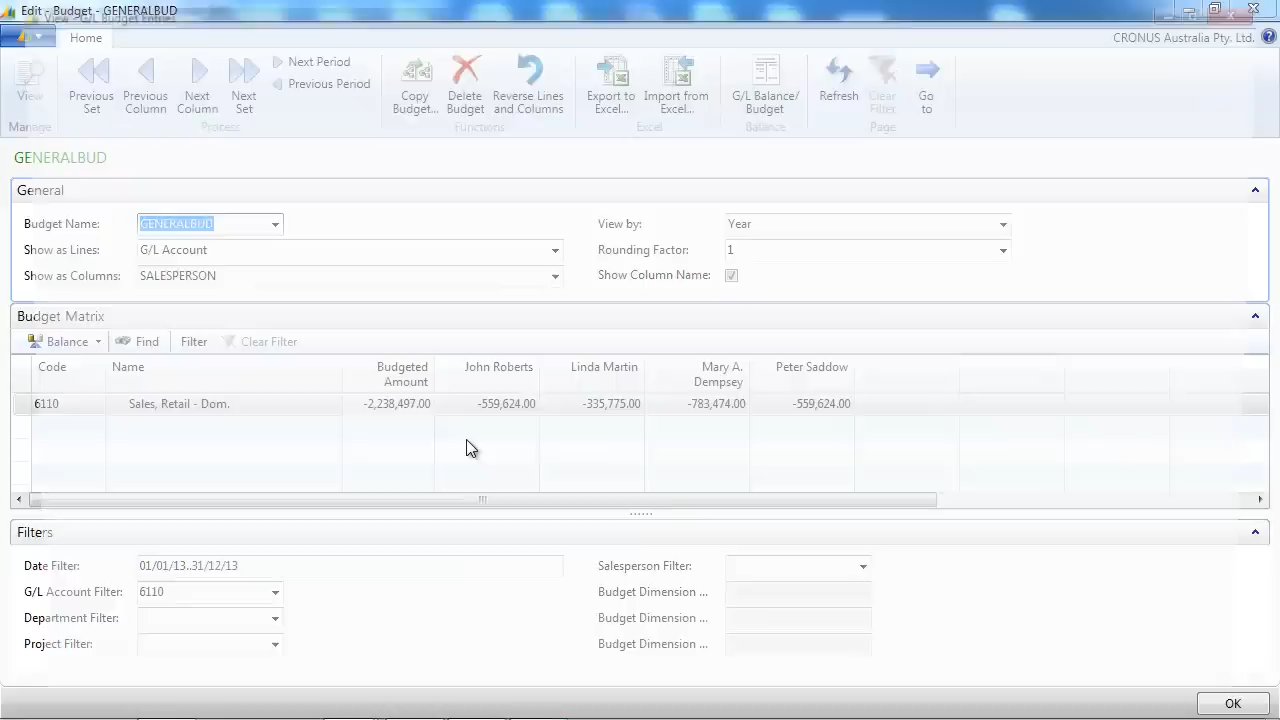 Edit - Budget - GENERALBUD
View - G/L Budget Entries
Home
CRONUS Australia Pty. Ltd.
View
Previous Set
Previous Column
Next Column
Next Set
Next Period
Previous Period
Copy Budget...
Delete Budget
Reverse Lines and Columns
Export to Excel...
Import from Excel...
G/L Balance/ Budget
Refresh
Clear Filter
Go to
Manage
Process
Functions
Excel
Balance
Page
GENERALBUD
General
Budget Name: GENERALBUD
View by: Year
Show as Lines: G/L Account
Rounding Factor: 1
Show as Columns: SALESPERSON
Show Column Name:
Budget Matrix
Balance Find Filter Clear Filter
Code Name Budgeted Amount John Roberts Linda Martin Mary A. Dempsey Peter Saddow
6110 Sales, Retail - Dom. -2,238,497.00 -559,624.00 -335,775.00 -783,474.00 -559,624.00
Filters
Date Filter: 01/01/13..31/12/13
Salesperson Filter:
G/L Account Filter: 6110
Budget Dimension ...
Department Filter:
Budget Dimension ...
Project Filter:
Budget Dimension ...
OK